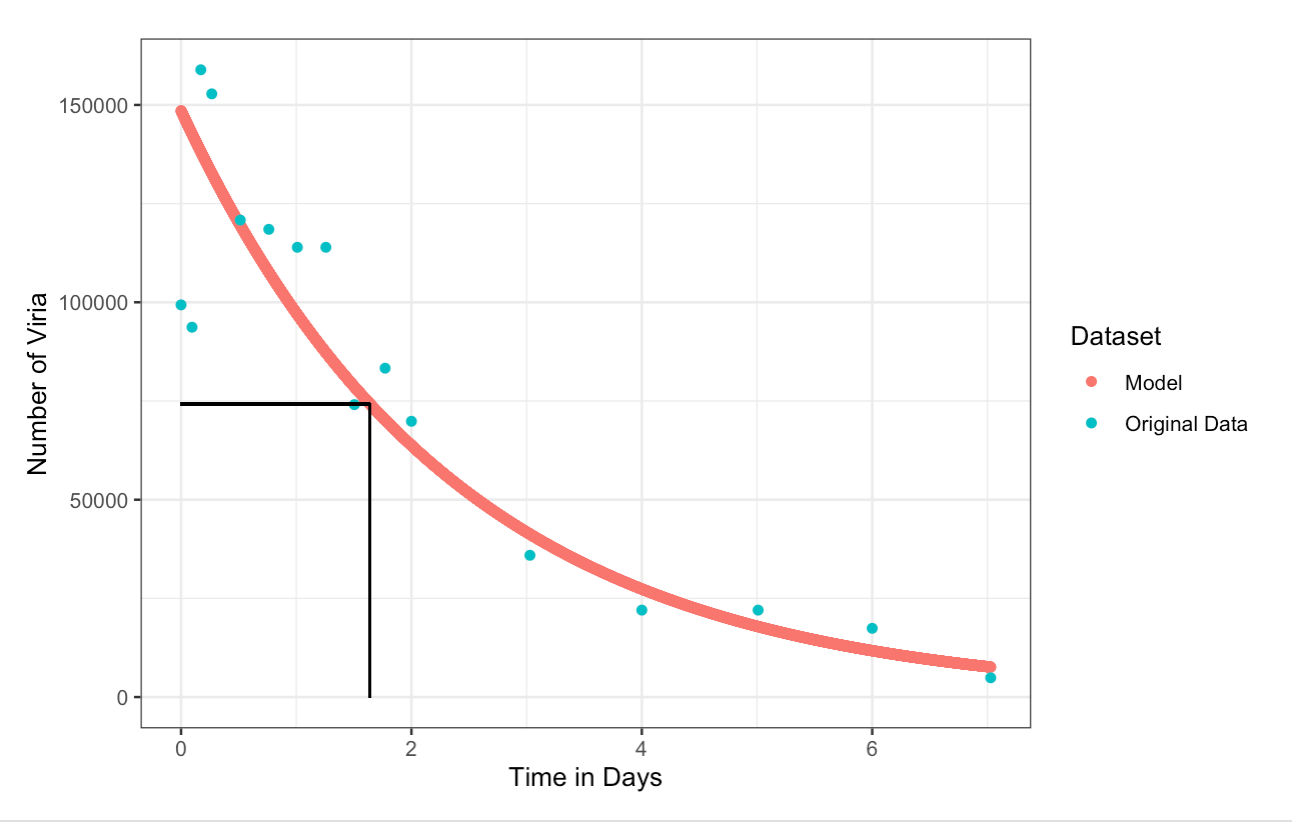 150000
100000
50000
0
0
2
4
6
Time in Days
Number of Viria
Dataset
Model
Original Data